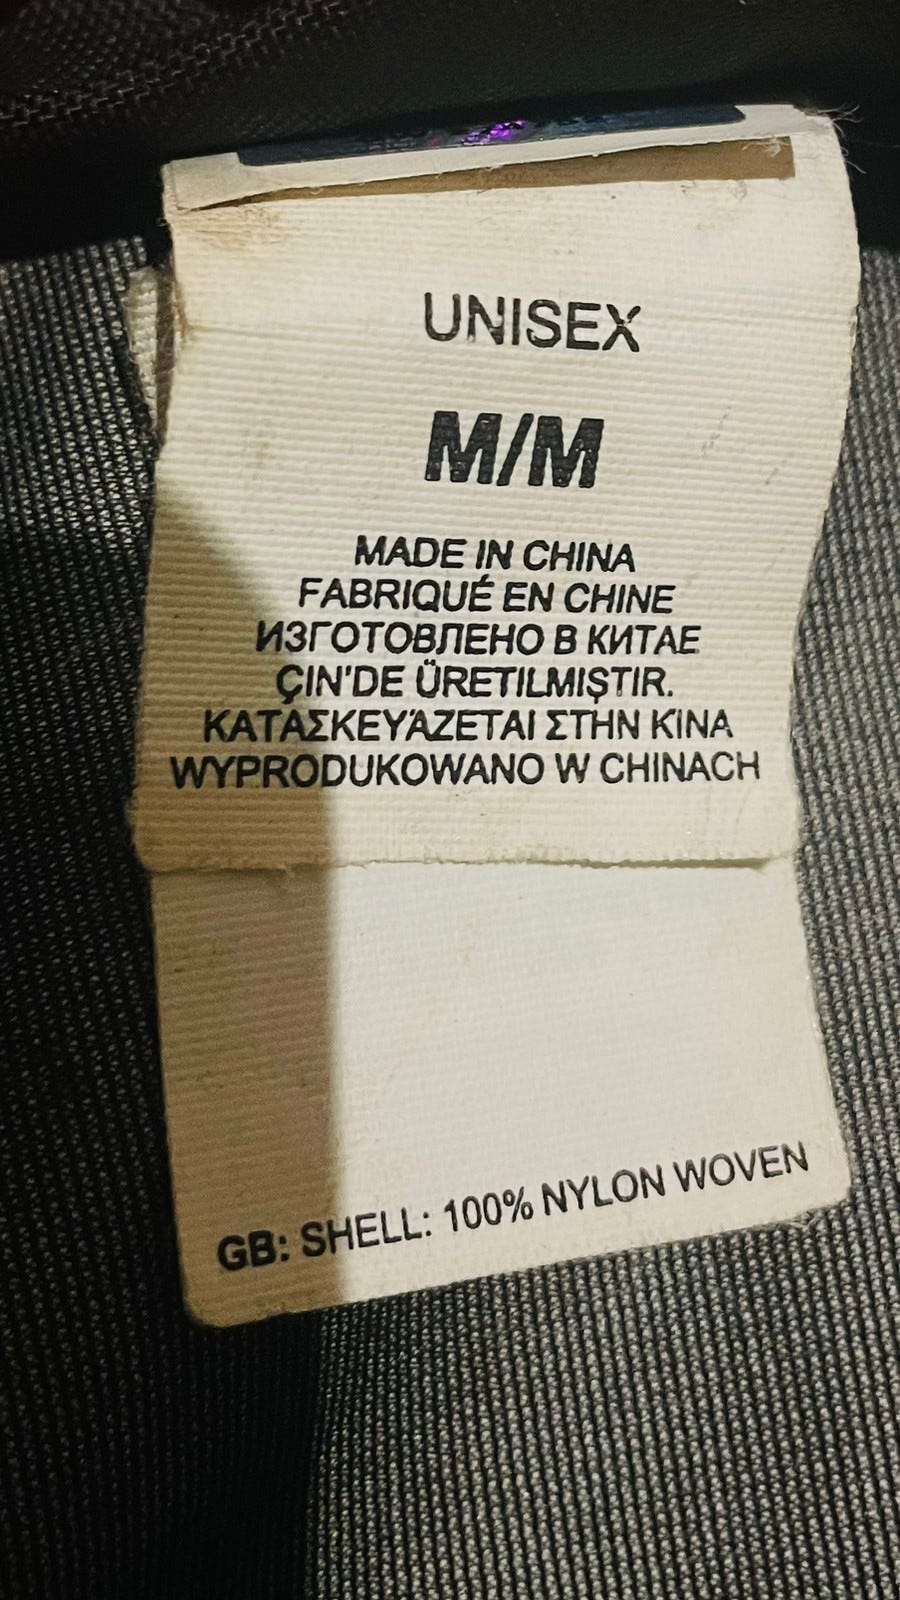 UNISEX
M/M
MADE IN CHINA
FABRIQUÉ EN CHINE
ИЗГОТОВЛЕНО В КИТАЕ
ÇIN'DE ÜRETILMIŞTIR.
ΚΑΤΑΣΚΕΥΆΖΕΤΑΙ ΣΤΗΝ ΚΊΝΑ
WYPRODUKOWANO W CHINACH
GB: SHELL: 100% NYLON WOVEN